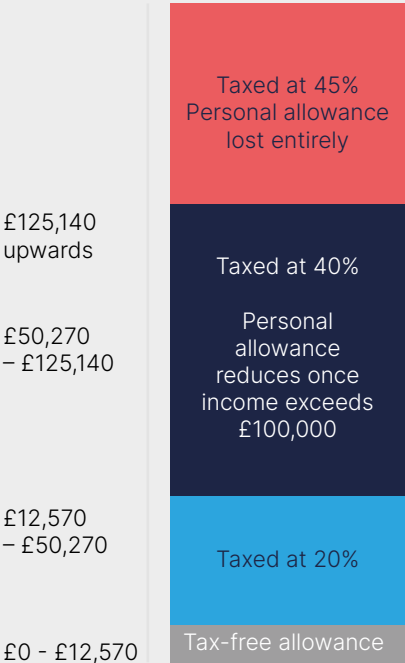 Taxed at 45%
Personal allowance
lost entirely
£125,140
upwards
Taxed at 40%
Personal
allowance
reduces once
income exceeds
£100,000
£50,270
– £125,140
£12,570
– £50,270
Taxed at 20%
£0 - £12,570
Tax-free allowance